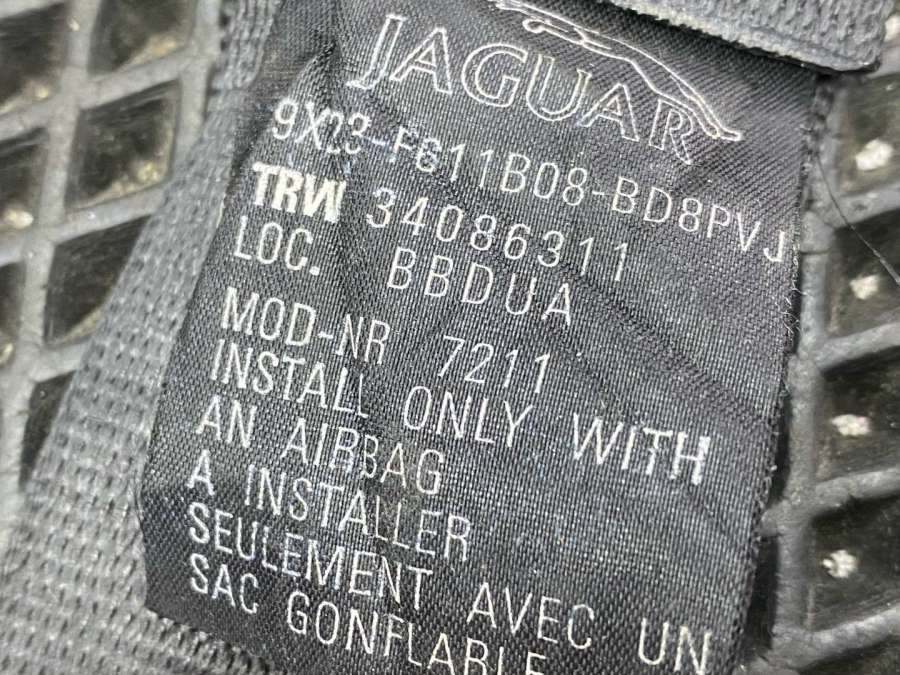 JAGUAR
9X23-F611B08-BD8PVJ
TRW 34086311
LOC. BBDUA
MOD-NR 7211
INSTALL ONLY WITH
AN AIRBAG
A INSTALLER
SEULEMENT AVEC UN
SAC GONFLABLE